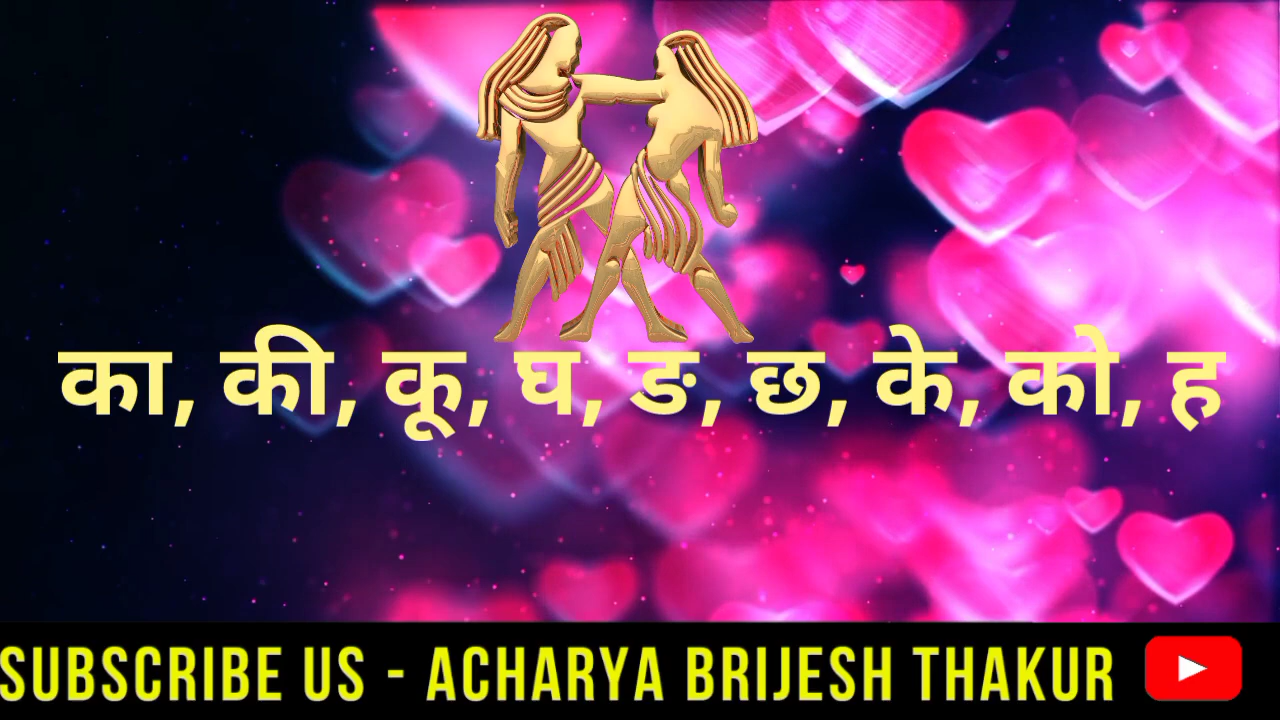 का, की, कू, घ, ङ, छ, के, को, ह
SUBSCRIBE US - ACHARYA BRIJESH THAKUR